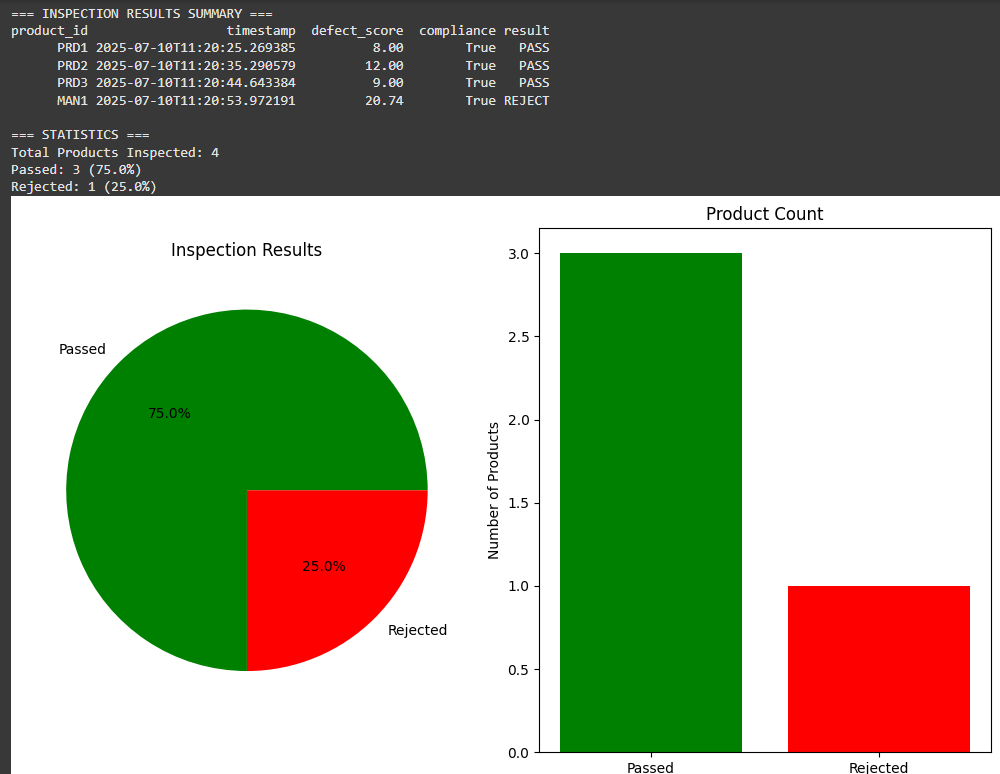 === INSPECTION RESULTS SUMMARY ===
product_id                  timestamp  defect_score  compliance result
      PRD1 2025-07-10T11:20:25.269385          8.00        True   PASS
      PRD2 2025-07-10T11:20:35.290579         12.00        True   PASS
      PRD3 2025-07-10T11:20:44.643384          9.00        True   PASS
      MAN1 2025-07-10T11:20:53.972191         20.74        True REJECT
=== STATISTICS ===
Total Products Inspected: 4
Passed: 3 (75.0%)
Rejected: 1 (25.0%)
Inspection Results
Passed
75.0%
25.0%
Rejected
Product Count
Number of Products
3.0
2.5
2.0
1.5
1.0
0.5
0.0
Passed Rejected